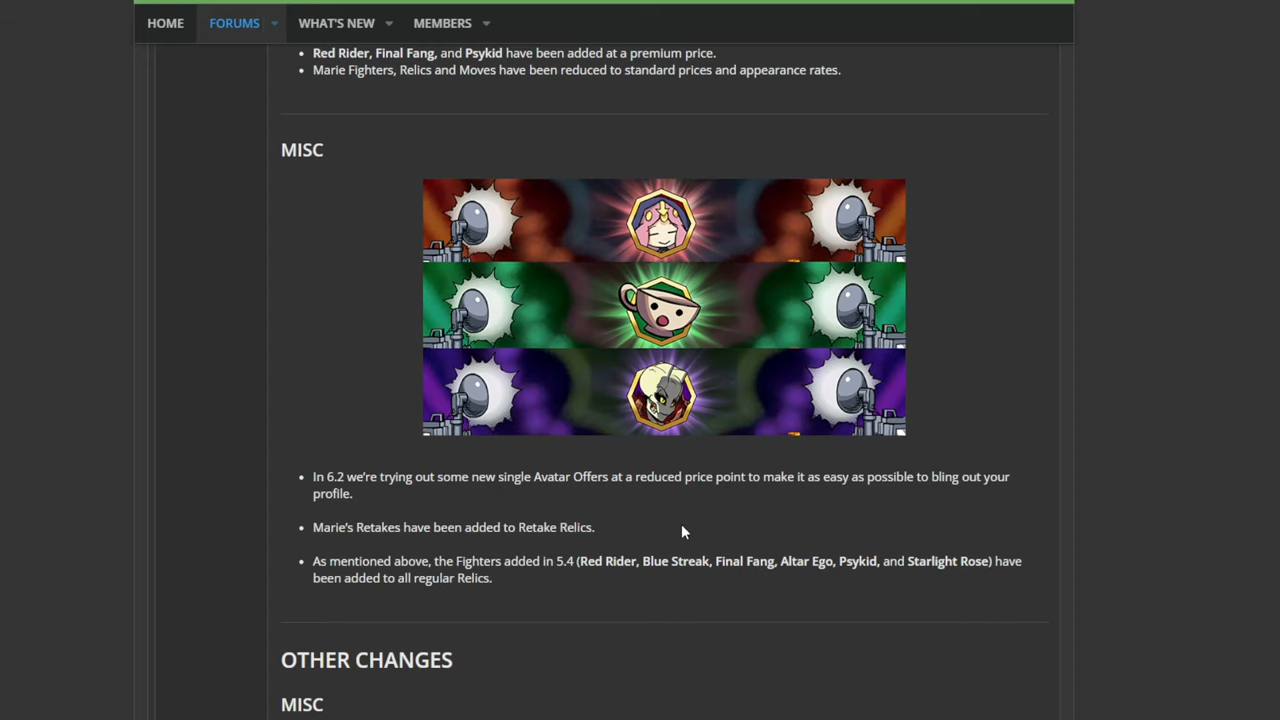 HOME FORUMS WHAT'S NEW MEMBERS
Red Rider, Final Fang, and Psykid have been added at a premium price.
Marie Fighters, Relics and Moves have been reduced to standard prices and appearance rates.
MISC
In 6.2 we're trying out some new single Avatar Offers at a reduced price point to make it as easy as possible to bling out your
profile.
Marie's Retakes have been added to Retake Relics.
As mentioned above, the Fighters added in 5.4 (Red Rider, Blue Streak, Final Fang, Altar Ego, Psykid, and Starlight Rose) have
been added to all regular Relics.
OTHER CHANGES
MISC